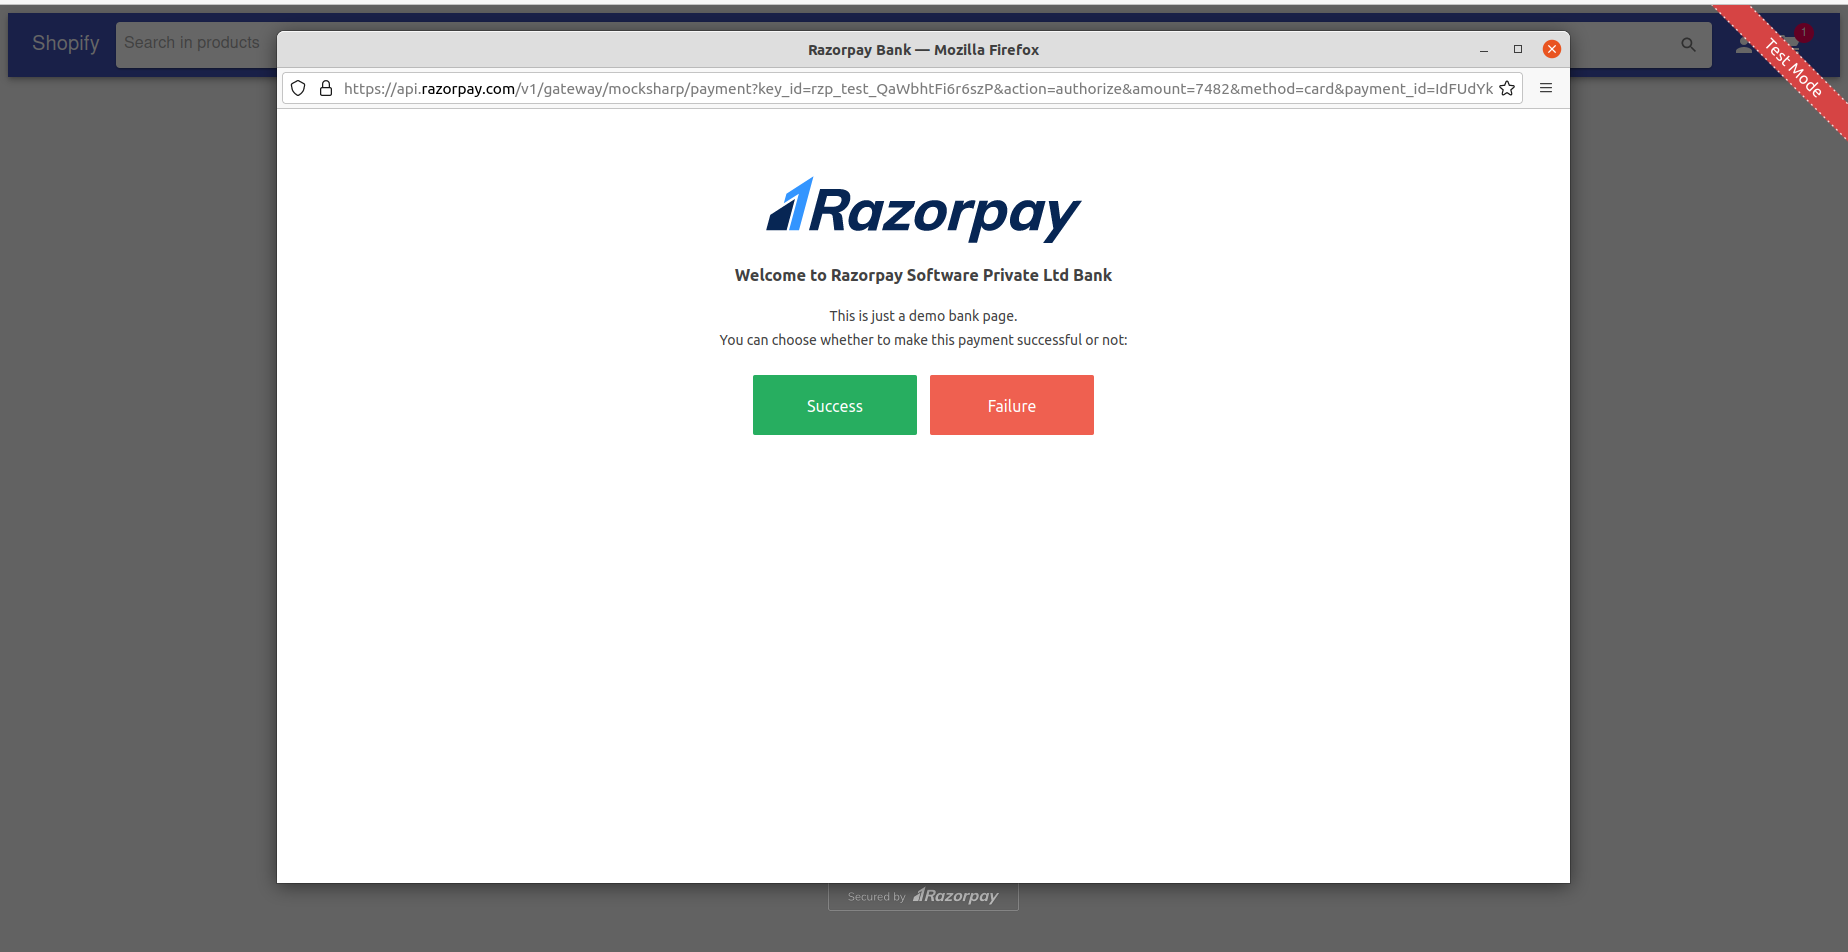 Shopify
Search in products
1
Test Mode
Razorpay Bank — Mozilla Firefox
https://api.razorpay.com/v1/gateway/mocksharp/payment?key_id=rzp_test_QaWbhtFi6r6szP&action=authorize&amount=7482&method=card&payment_id=IdFUdYk
Razorpay
Welcome to Razorpay Software Private Ltd Bank
This is just a demo bank page.
You can choose whether to make this payment successful or not:
Success
Failure
Secured by Razorpay